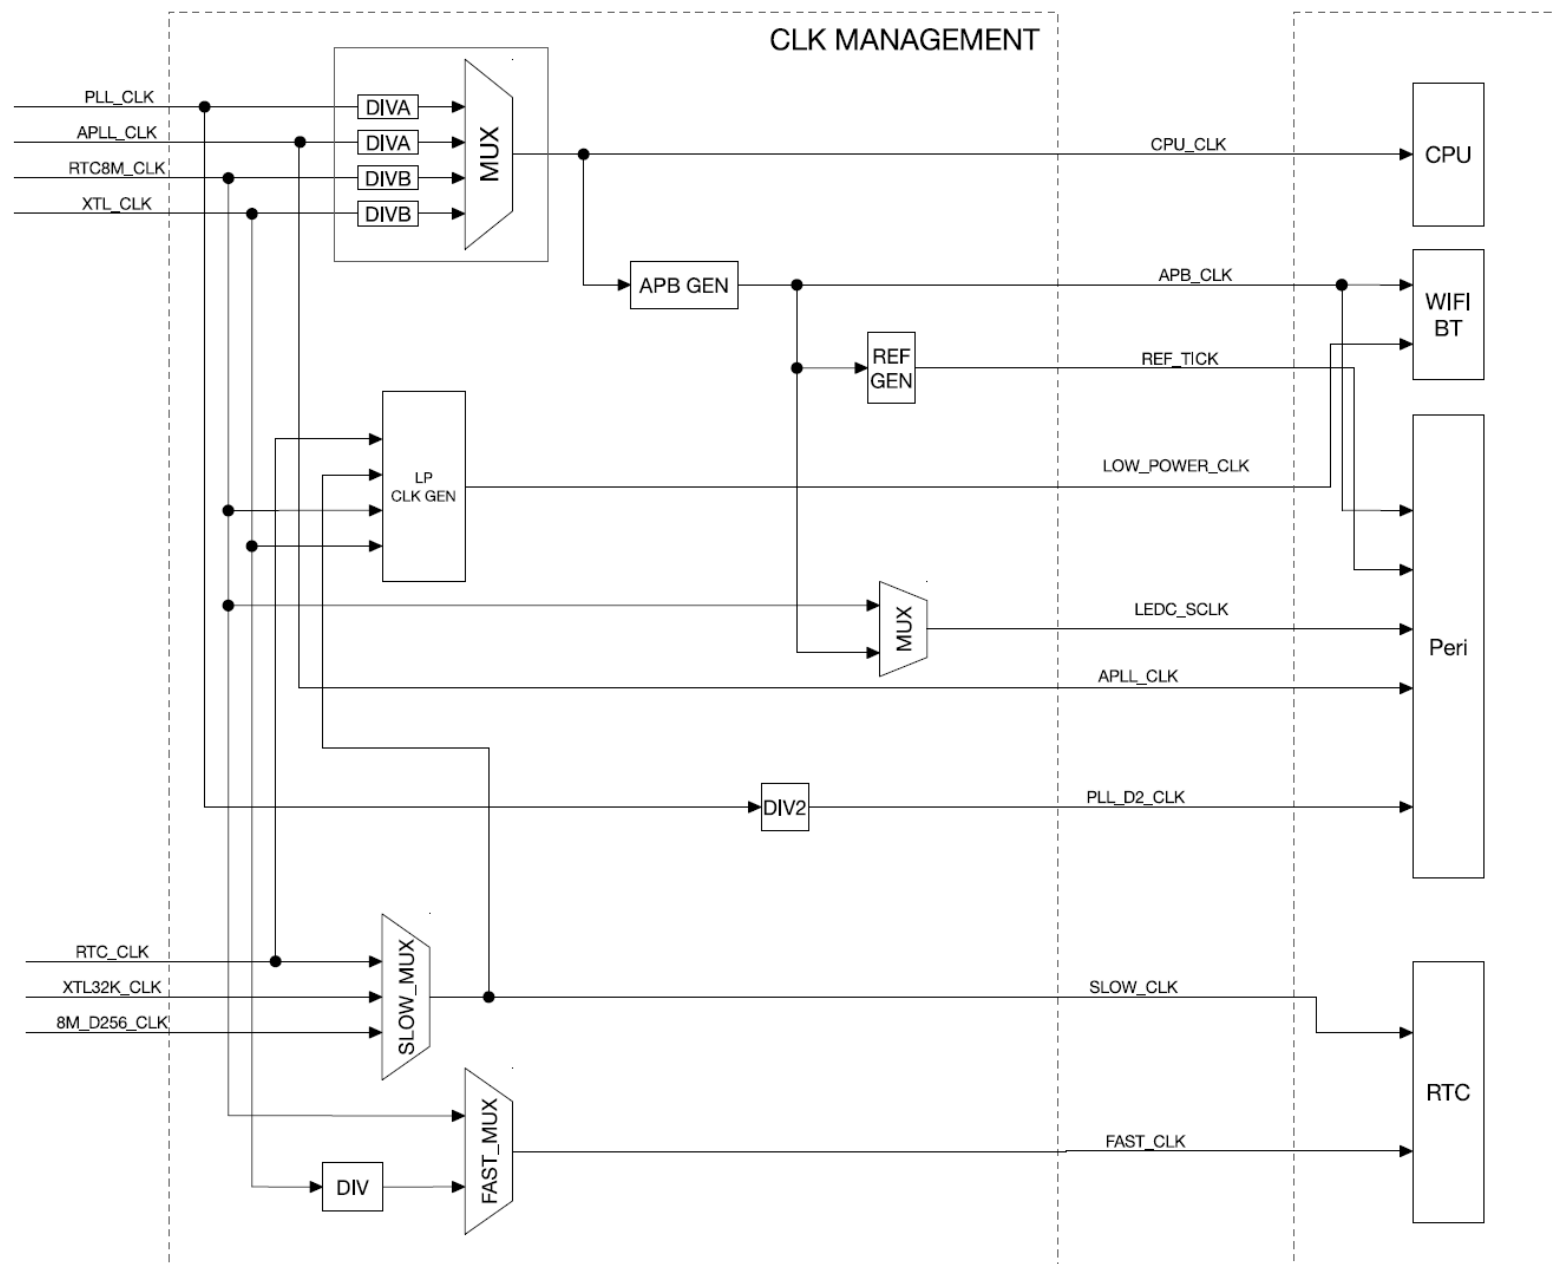 CLK MANAGEMENT
PLL_CLK
DIVA
APLL_CLK
DIVA
RTC8M_CLK
DIVB
XTL_CLK
DIVB
MUX
CPU_CLK
CPU
APB GEN
APB_CLK
WIFI
BT
REF
GEN
REF_TICK
LP
CLK GEN
LOW_POWER_CLK
MUX
LEDC_SCLK
Peri
APLL_CLK
DIV2
PLL_D2_CLK
RTC_CLK
XTL32K_CLK
8M_D256_CLK
SLOW_MUX
SLOW_CLK
RTC
FAST_MUX
FAST_CLK
DIV